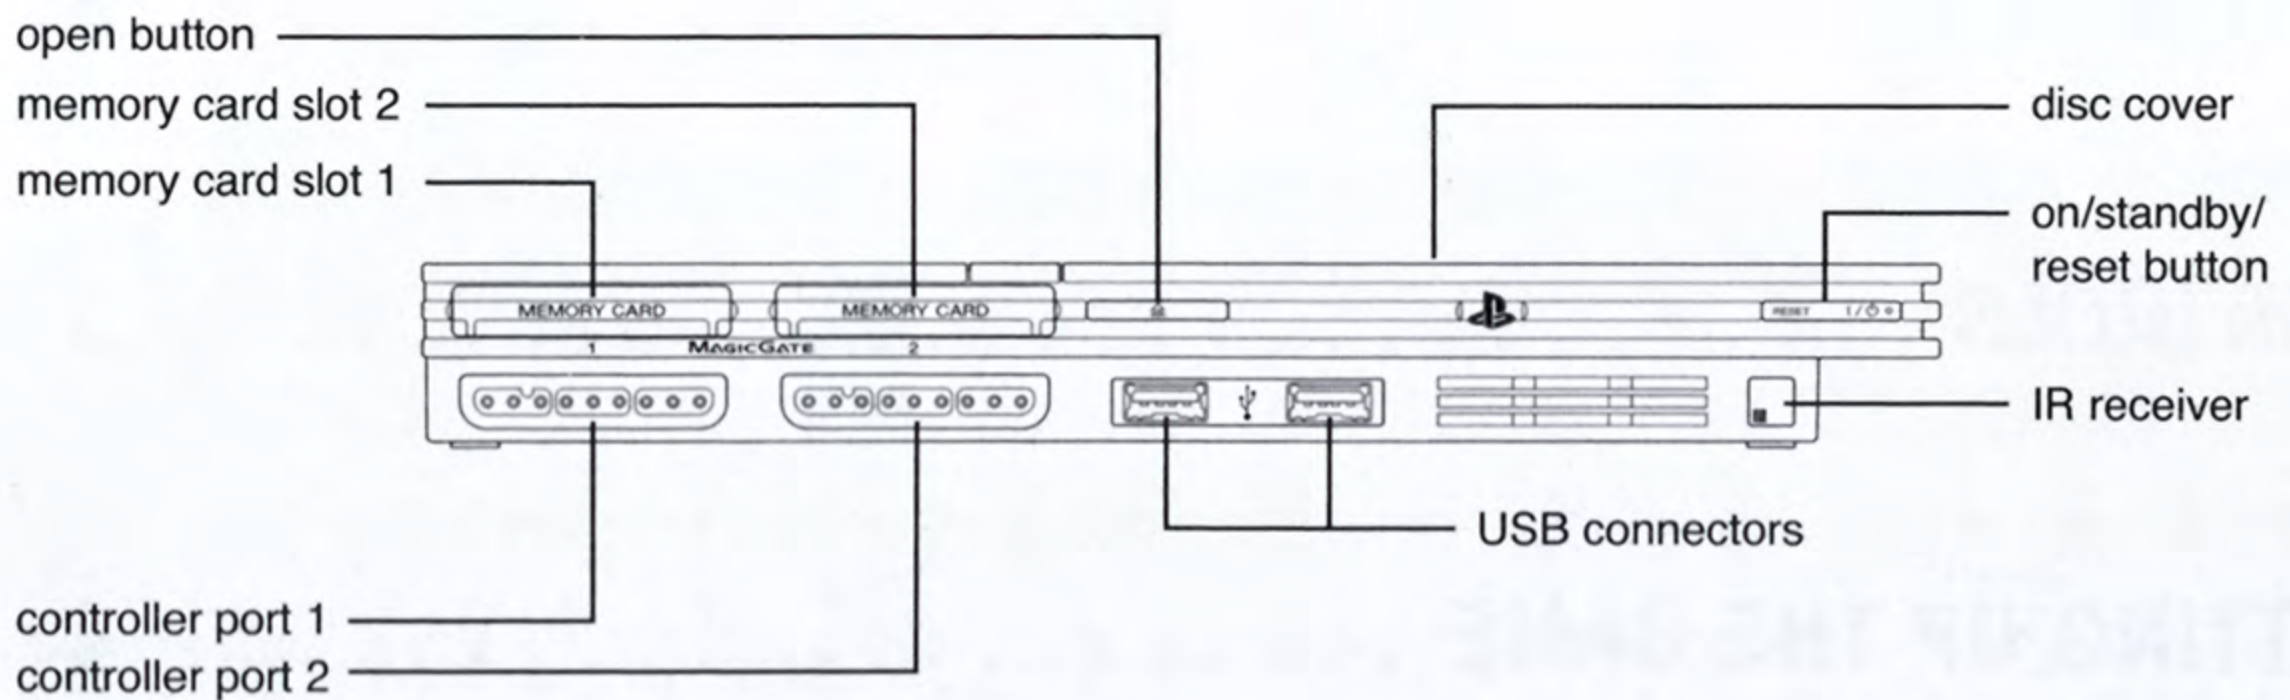 open button
memory card slot 2
memory card slot 1
disc cover
on/standby/
reset button
MEMORY CARD
MEMORY CARD
RESET
1
MAGICGATE
2
IR receiver
USB connectors
controller port 1
controller port 2